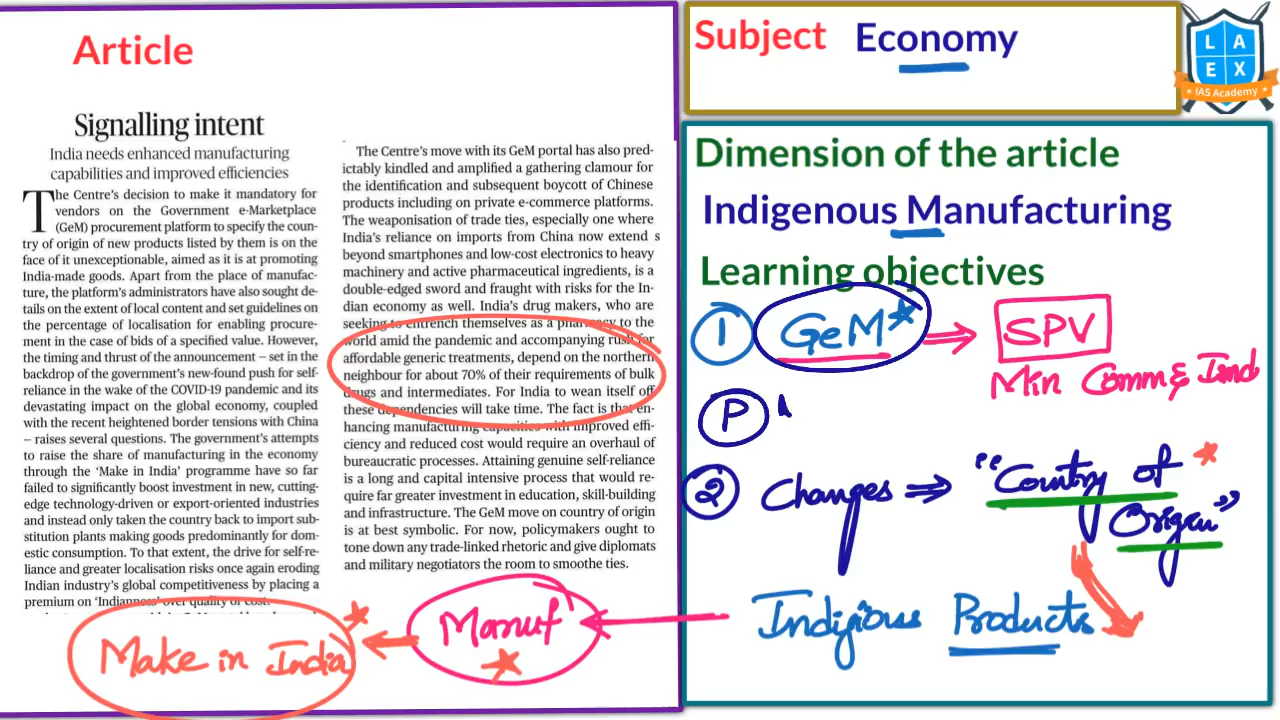 Article
Signalling intent
India needs enhanced manufacturing
capabilities and improved efficiencies
The Centre's decision to make it mandatory for
vendors on the Government e-Marketplace
(GeM) procurement platform to specify the coun-
try of origin of new products listed by them is on the
face of it unexceptionable, aimed as it is at promoting
India-made goods. Apart from the place of manufac-
ture, the platform's administrators have also sought de-
tails on the extent of local content and set guidelines on
the percentage of localisation for enabling procure-
ment in the case of bids of a specified value. However,
the timing and thrust of the announcement – set in the
backdrop of the government's new-found push for self-
reliance in the wake of the COVID-19 pandemic and its
devastating impact on the global economy, coupled
with the recent heightened border tensions with China
– raises several questions. The government's attempts
to raise the share of manufacturing in the economy
through the 'Make in India' programme have so far
failed to significantly boost investment in new, cutting-
edge technology-driven or export-oriented industries
and instead only taken the country back to import sub-
stitution plants making goods predominantly for dom-
estic consumption. To that extent, the drive for self-re-
liance and greater localisation risks once again eroding
Indian industry's global competitiveness by placing a
premium on 'Indianness' over quality or cost.
The Centre's move with its GeM portal has also pred-
ictably kindled and amplified a gathering clamour for
the identification and subsequent boycott of Chinese
products including on private e-commerce platforms.
The weaponisation of trade ties, especially one where
India's reliance on imports from China now extend s
beyond smartphones and low-cost electronics to heavy
machinery and active pharmaceutical ingredients, is a
double-edged sword and fraught with risks for the In-
dian economy as well. India's drug makers, who are
seeking to entrench themselves as a pharmacy to the
world amid the pandemic and accompanying rush for
affordable generic treatments, depend on the northern
neighbour for about 70% of their requirements of bulk
drugs and intermediates. For India to wean itself off
these dependencies will take time. The fact is that en-
hancing manufacturing capacities with improved effi-
ciency and reduced cost would require an overhaul of
bureaucratic processes. Attaining genuine self-reliance
is a long and capital intensive process that would re-
quire far greater investment in education, skill-building
and infrastructure. The GeM move on country of origin
is at best symbolic. For now, policymakers ought to
tone down any trade-linked rhetoric and give diplomats
and military negotiators the room to smoothe ties.
Make in India
Manuf
Subject Economy
LAEX
IAS Academy
Dimension of the article
Indigenous Manufacturing
Learning objectives
1 GeM ⇒ SPV
Min Comm & Ind
P
2 Changes ⇒ "Country of
Origin"
Indigious Products